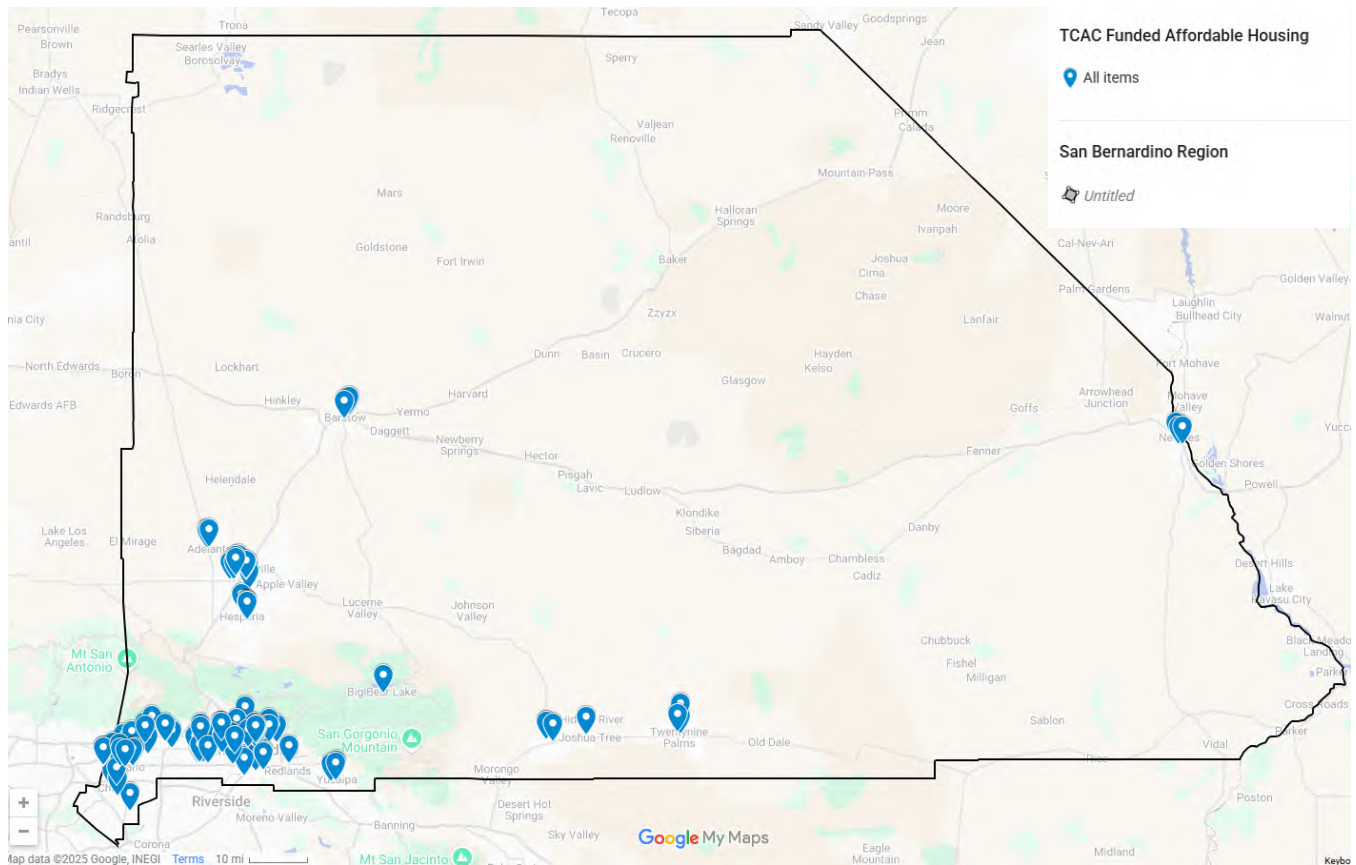 Tecopa
Sandy Valley
Goodsprings
Pearsonville
Trona
Brown
Searles Valley
Borosolvay
Jean
Sperry
Bradys
Indian Wells
Ridgecrest
Primm
Calada
Valjean
Renoville
Mountain Pass
Mars
Randsburg
Atolia
Halloran
Springs
Moore
Ivanpah
Goldstone
Fort Irwin
Baker
Joshua
Cima
Chase
Cal-Nev-Ari
Golden Valley
Palm Gardens
Laughlin
Bullhead City
Zzyzx
Lanfair
Walnut
North Edwards
Boron
Lockhart
Dunn
Basin
Crucero
Hayden
Kelso
Fort Mohave
Edwards AFB
Hinkley
Harvard
Glasgow
Arrowhead
Junction
Mohave
Valley
Barstow
Yermo
Daggett
Goffs
Newberry
Springs
Hector
Fenner
Golden Shores
Pisgah
Lavic
Ludlow
Powell
Helendale
Klondike
Siberia
Danby
Lake Los
Angeles
El Mirage
Adelanto
Bagdad
Amboy
Chambless
Cadiz
Desert Hills
Apple Valley
Lake
Havasu City
Hesperia
Lucerne
Valley
Johnson
Valley
Chubbuck
Fishel
Milligan
Black Meadow
Landing
Parker
Mt San
Antonio
Big Bear Lake
San Gorgonio
Mountain
Joshua Tree
Twentynine
Palms
Old Dale
Sablon
Cross Roads
Vidal
Parker
Rice
Redlands
Yucaipa
Morongo
Valley
Riverside
Moreno Valley
Banning
Desert Hot
Springs
Sky Valley
Poston
Corona
Mt San Jacinto
Eagle
Mountain
Midland
TCAC Funded Affordable Housing
All items
San Bernardino Region
Untitled
+
−
Google My Maps
Map data ©2025 Google, INEGI Terms 10 mi
Keybo